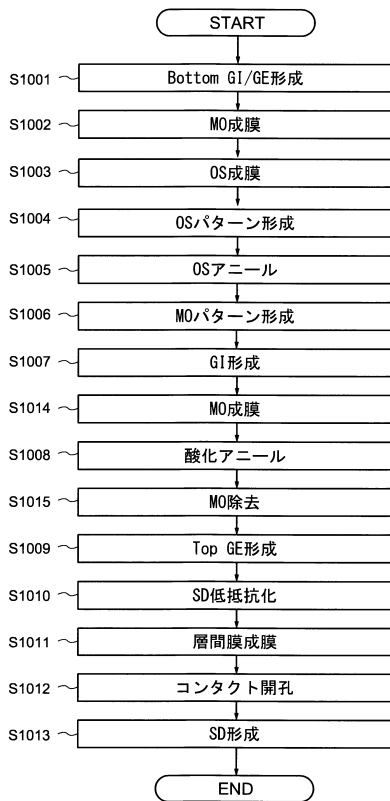 START
S1001 Bottom GI/GE形成
S1002 MO成膜
S1003 OS成膜
S1004 OSパターン形成
S1005 OSアニール
S1006 MOパターン形成
S1007 GI形成
S1014 MO成膜
S1008 酸化アニール
S1015 MO除去
S1009 Top GE形成
S1010 SD低抵抗化
S1011 層間膜成膜
S1012 コンタクト開孔
S1013 SD形成
END